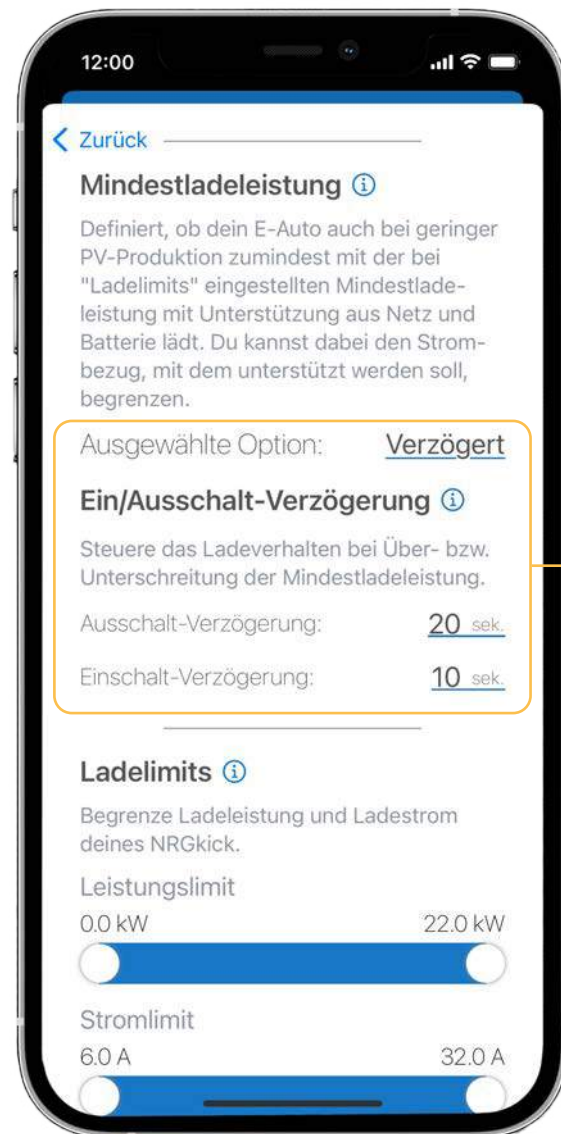 12:00
Zurück
Mindestladeleistung
Definiert, ob dein E-Auto auch bei geringer
PV-Produktion zumindest mit der bei
"Ladelimits" eingestellten Mindestlade-
leistung mit Unterstützung aus Netz und
Batterie lädt. Du kannst dabei den Strom-
bezug, mit dem unterstützt werden soll,
begrenzen.
Ausgewählte Option: Verzögert
Ein/Ausschalt-Verzögerung
Steuere das Ladeverhalten bei Über- bzw.
Unterschreitung der Mindestladeleistung.
Ausschalt-Verzögerung: 20 sek.
Einschalt-Verzögerung: 10 sek.
Ladelimits
Begrenze Ladeleistung und Ladestrom
deines NRGkick.
Leistungslimit
0.0 kW 22.0 kW
Stromlimit
6.0 A 32.0 A